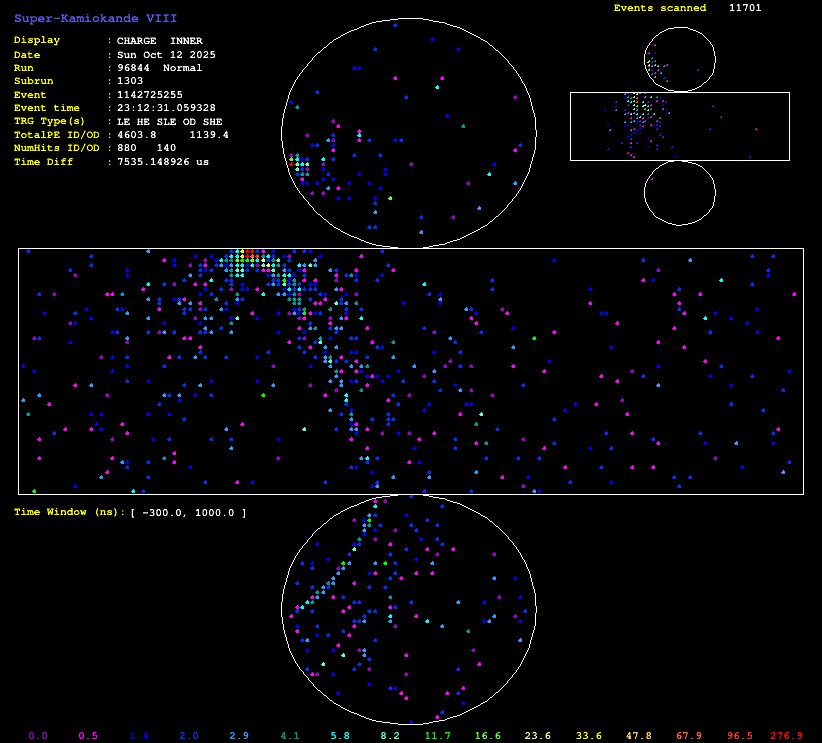 Super-Kamiokande VIII
Events scanned 11701
Display : CHARGE INNER
Date : Sun Oct 12 2025
Run : 96844 Normal
Subrun : 1303
Event : 1142725255
Event time : 23:12:31.059328
TRG Type(s) : LE HE SLE OD SHE
TotalPE ID/OD : 4603.8 1139.4
NumHits ID/OD : 880 140
Time Diff : 7535.148926 us
Time Window (ns): [ -300.0, 1000.0 ]
0.0 0.5 1.4 2.0 2.9 4.1 5.8 8.2 11.7 16.6 23.6 33.6 47.8 67.9 96.5 276.9